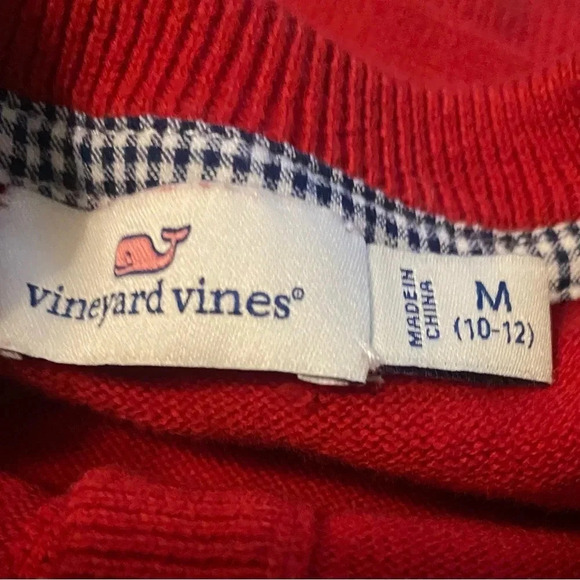 vineyard vines®
MADE IN
CHINA
M
(10-12)